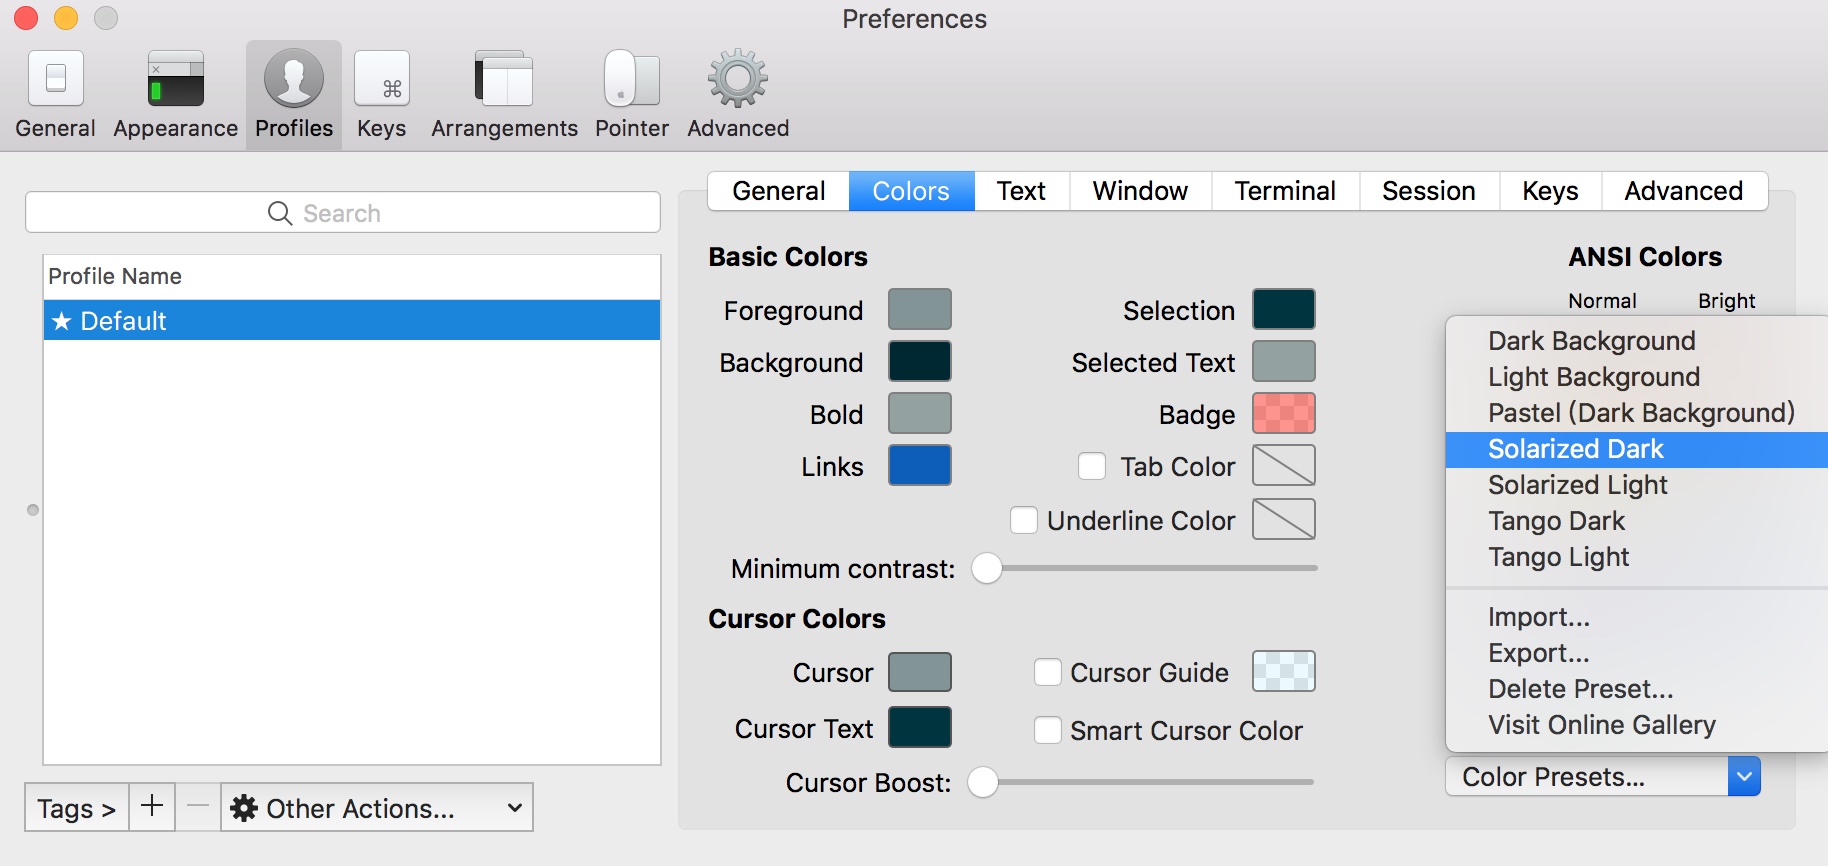 Preferences
General Appearance Profiles Keys Arrangements Pointer Advanced
Search
Profile Name
★ Default
Tags > + − Other Actions...
General Colors Text Window Terminal Session Keys Advanced
Basic Colors
Foreground
Background
Bold
Links
Selection
Selected Text
Badge
Tab Color
Underline Color
Minimum contrast:
Cursor Colors
Cursor
Cursor Text
Cursor Guide
Smart Cursor Color
Cursor Boost:
ANSI Colors
Normal Bright
Dark Background
Light Background
Pastel (Dark Background)
Solarized Dark
Solarized Light
Tango Dark
Tango Light
Import...
Export...
Delete Preset...
Visit Online Gallery
Color Presets...